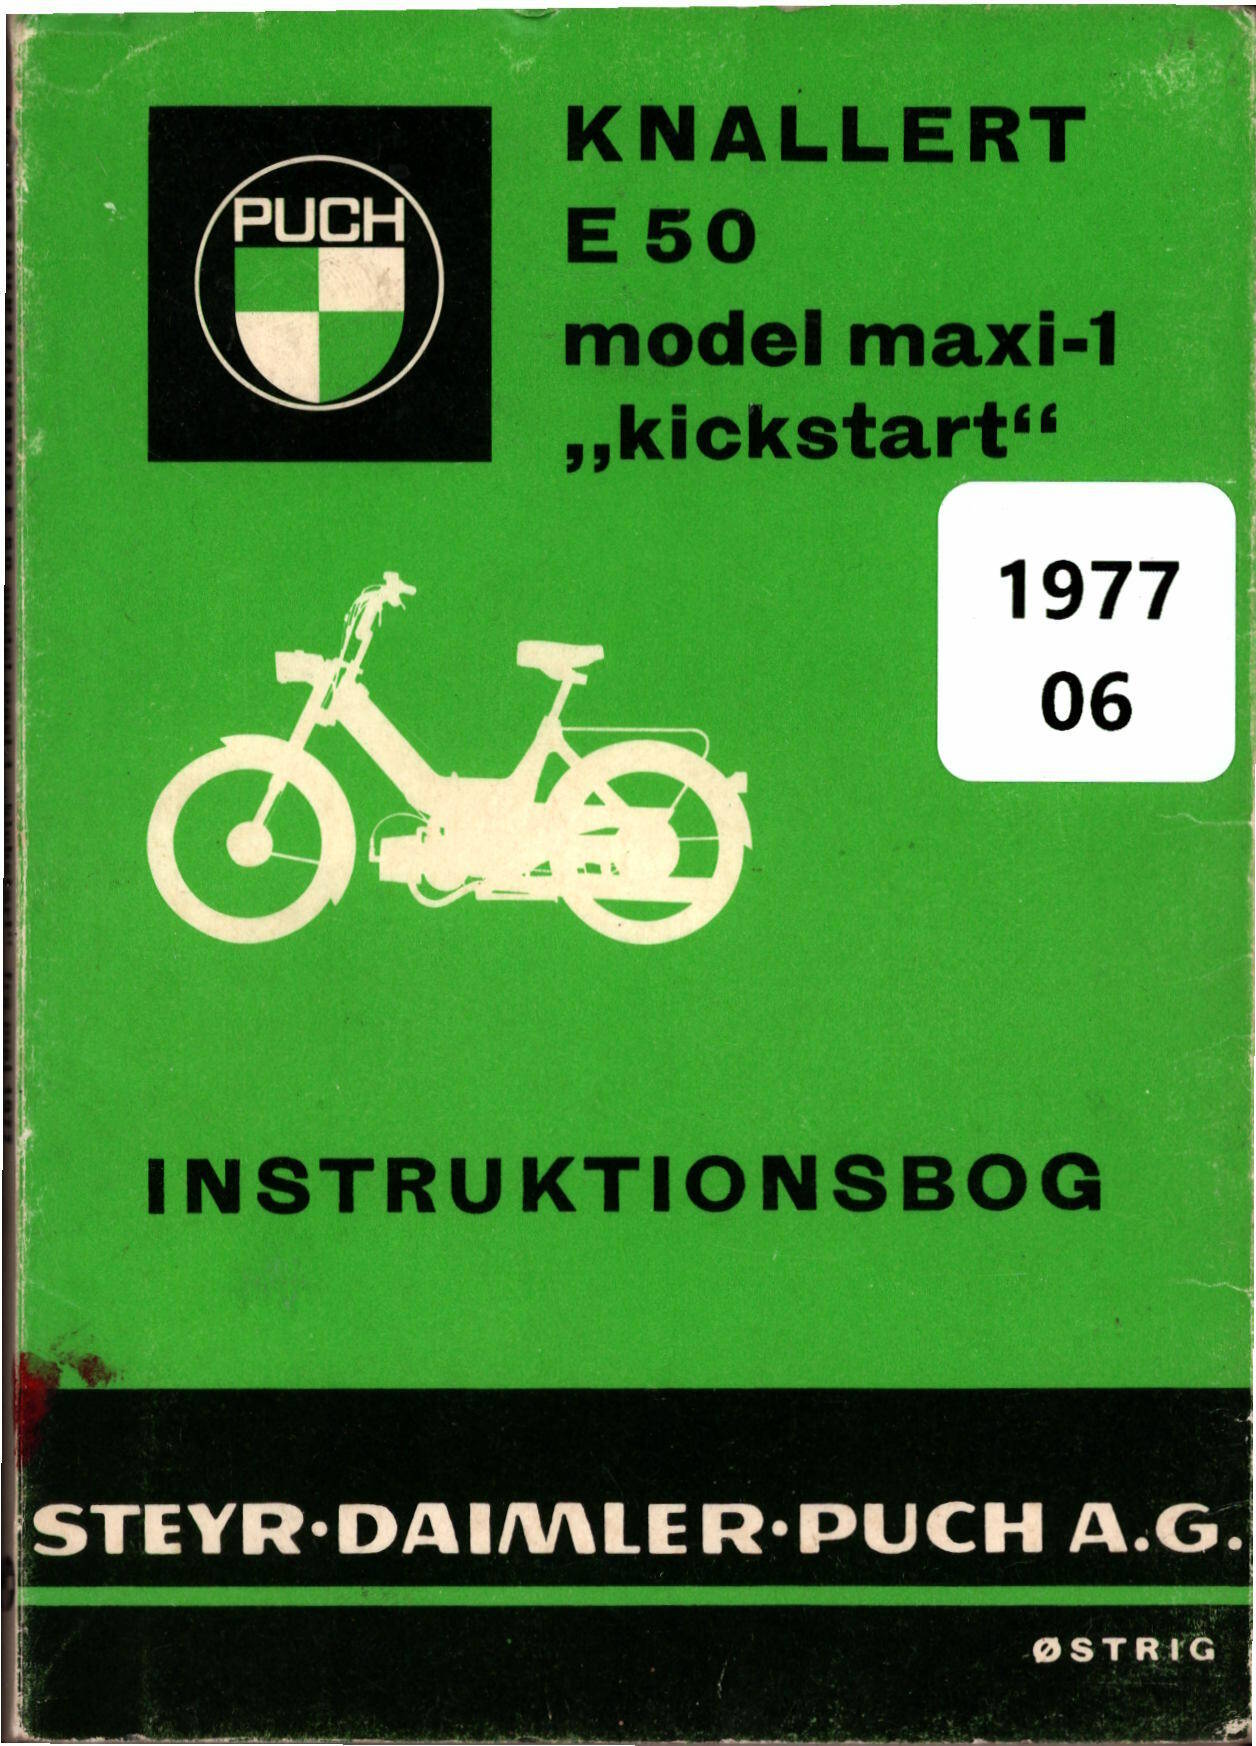 PUCH
KNALLERT
E 50
model maxi-1
„kickstart“
1977
06
INSTRUKTIONSBOG
STEYR·DAIMLER·PUCH A.G.
ØSTRIG